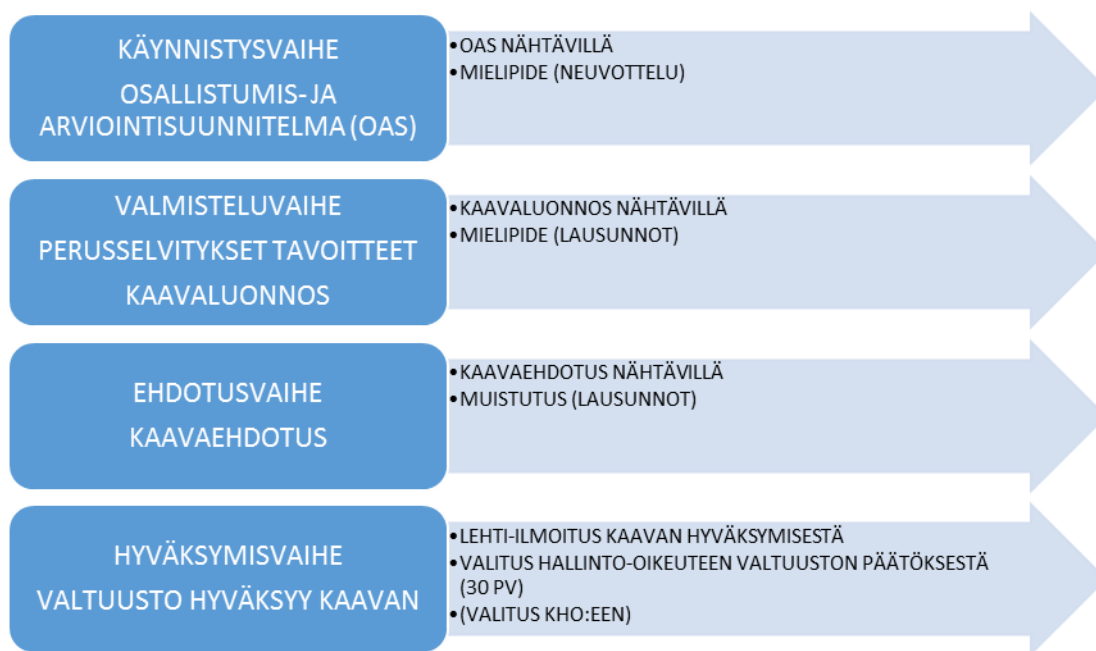 KÄYNNISTYSVAIHE
OSALLISTUMIS- JA
ARVIOINTISUUNNITELMA (OAS)
•OAS NÄHTÄVILLÄ
•MIELIPIDE (NEUVOTTELU)
VALMISTELUVAIHE
PERUSSELVITYKSET TAVOITTEET
KAAVALUONNOS
•KAAVALUONNOS NÄHTÄVILLÄ
•MIELIPIDE (LAUSUNNOT)
EHDOTUSVAIHE
KAAVAEHDOTUS
•KAAVAEHDOTUS NÄHTÄVILLÄ
•MUISTUTUS (LAUSUNNOT)
HYVÄKSYMISVAIHE
VALTUUSTO HYVÄKSYY KAAVAN
•LEHTI-ILMOITUS KAAVAN HYVÄKSYMISESTÄ
•VALITUS HALLINTO-OIKEUTEEN VALTUUSTON PÄÄTÖKSESTÄ
(30 PV)
•(VALITUS KHO:EEN)